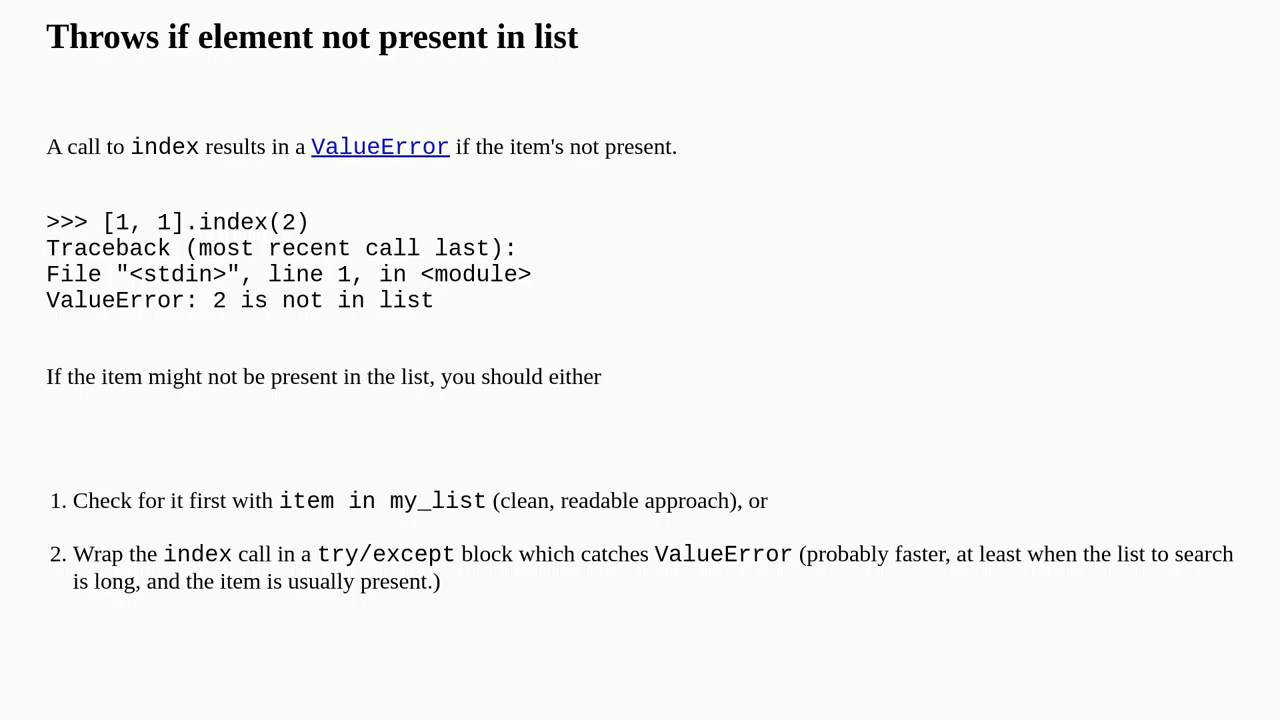 Throws if element not present in list
A call to index results in a ValueError if the item's not present.
>>> [1, 1].index(2)
Traceback (most recent call last):
File "<stdin>", line 1, in <module>
ValueError: 2 is not in list
If the item might not be present in the list, you should either
1. Check for it first with item in my_list (clean, readable approach), or
2. Wrap the index call in a try/except block which catches ValueError (probably faster, at least when the list to search
is long, and the item is usually present.)